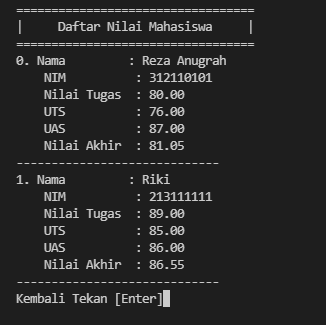 ==================================
|     Daftar Nilai Mahasiswa     |
==================================
0. Nama         : Reza Anugrah
    NIM          : 312110101
    Nilai Tugas  : 80.00
    UTS          : 76.00
    UAS          : 87.00
    Nilai Akhir  : 81.05
-----------------------------
1. Nama         : Riki
    NIM          : 213111111
    Nilai Tugas  : 89.00
    UTS          : 85.00
    UAS          : 86.00
    Nilai Akhir  : 86.55
-----------------------------
Kembali Tekan [Enter]